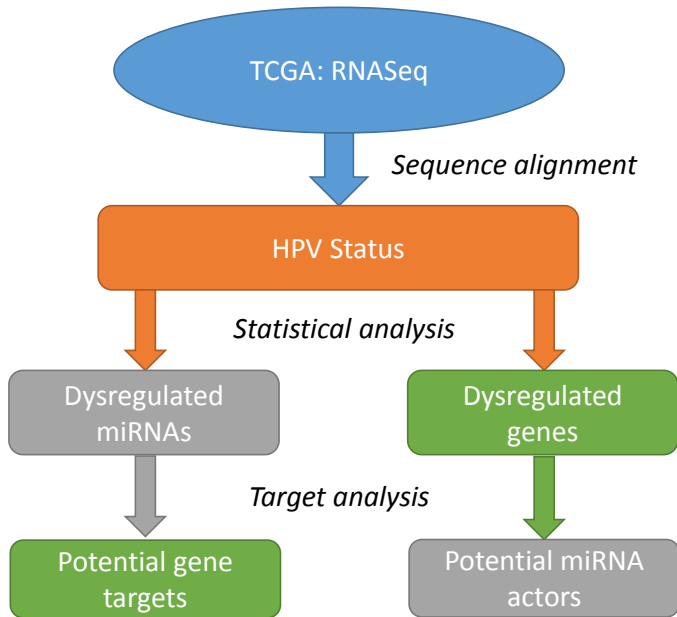 TCGA: RNASeq
Sequence alignment
HPV Status
Statistical analysis
Dysregulated
miRNAs
Dysregulated
genes
Target analysis
Potential gene
targets
Potential miRNA
actors